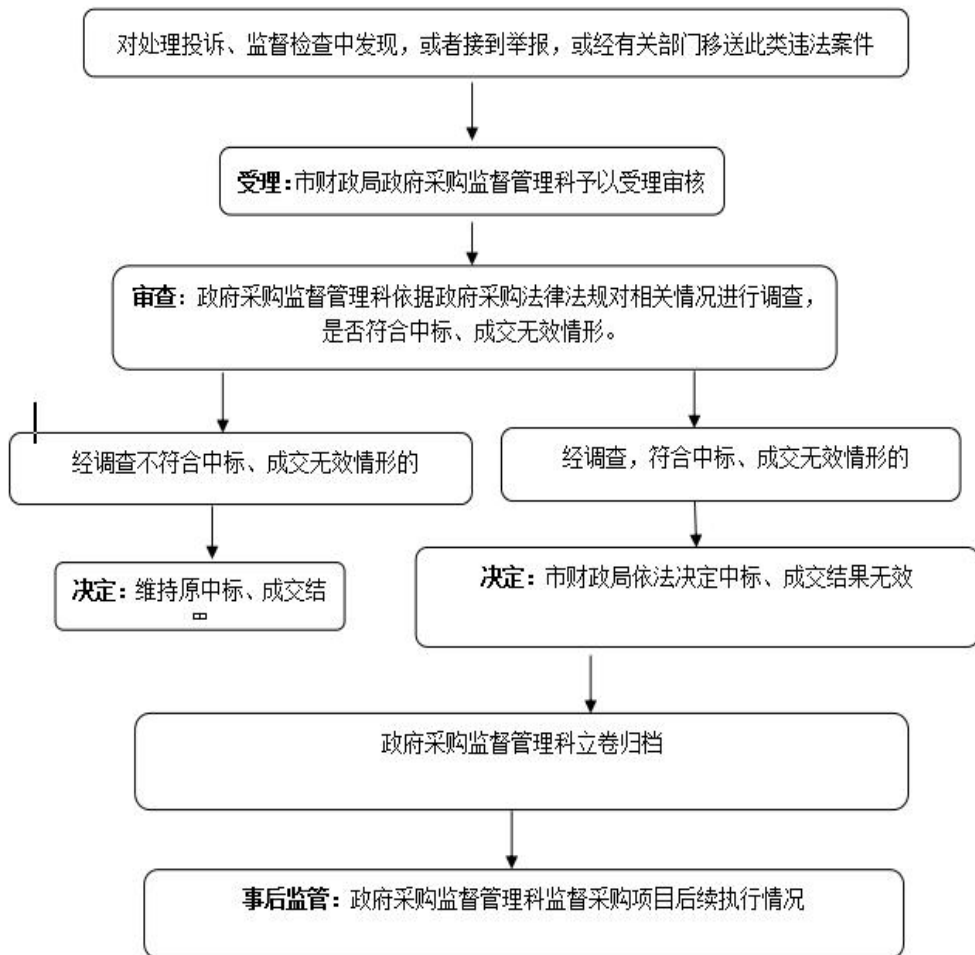 对处理投诉、监督检查中发现，或者接到举报，或经有关部门移送此类违法案件
受理：市财政局政府采购监督管理科予以受理审核
审查：政府采购监督管理科依据政府采购法律法规对相关情况进行调查，
是否符合中标、成交无效情形。
经调查不符合中标、成交无效情形的
经调查，符合中标、成交无效情形的
决定：维持原中标、成交结
决定：市财政局依法决定中标、成交结果无效
政府采购监督管理科立卷归档
事后监管：政府采购监督管理科监督采购项目后续执行情况